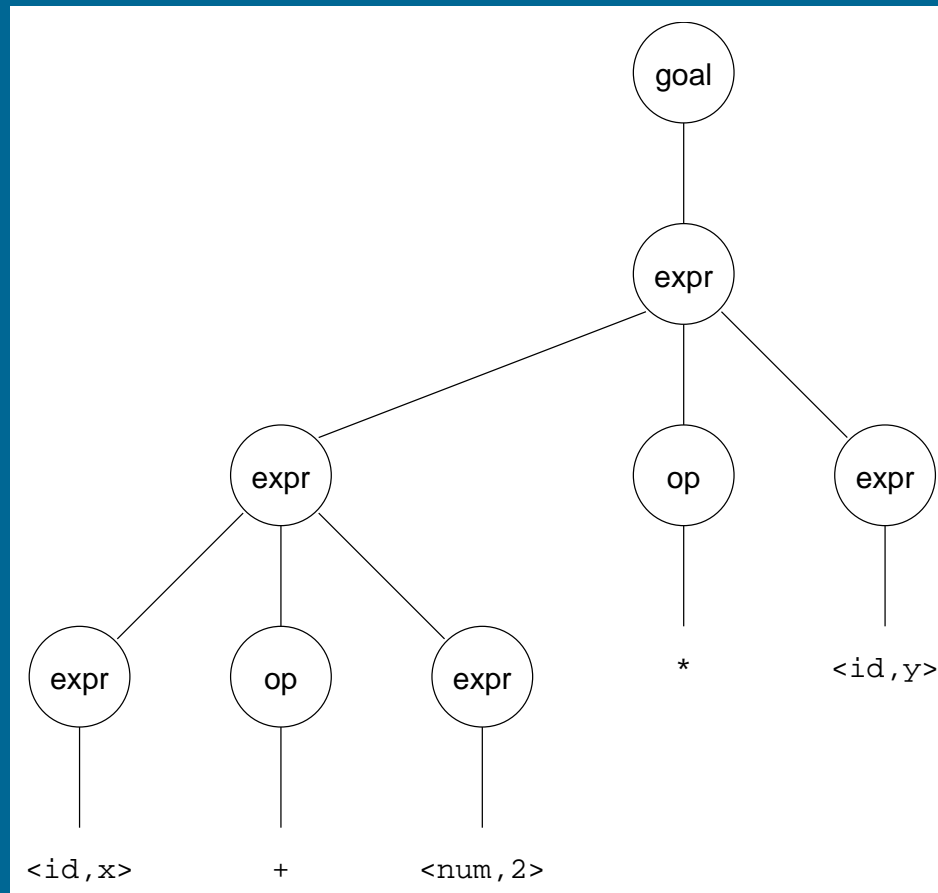 goal
expr
expr op expr
expr op expr * <id,y>
<id,x> + <num,2>